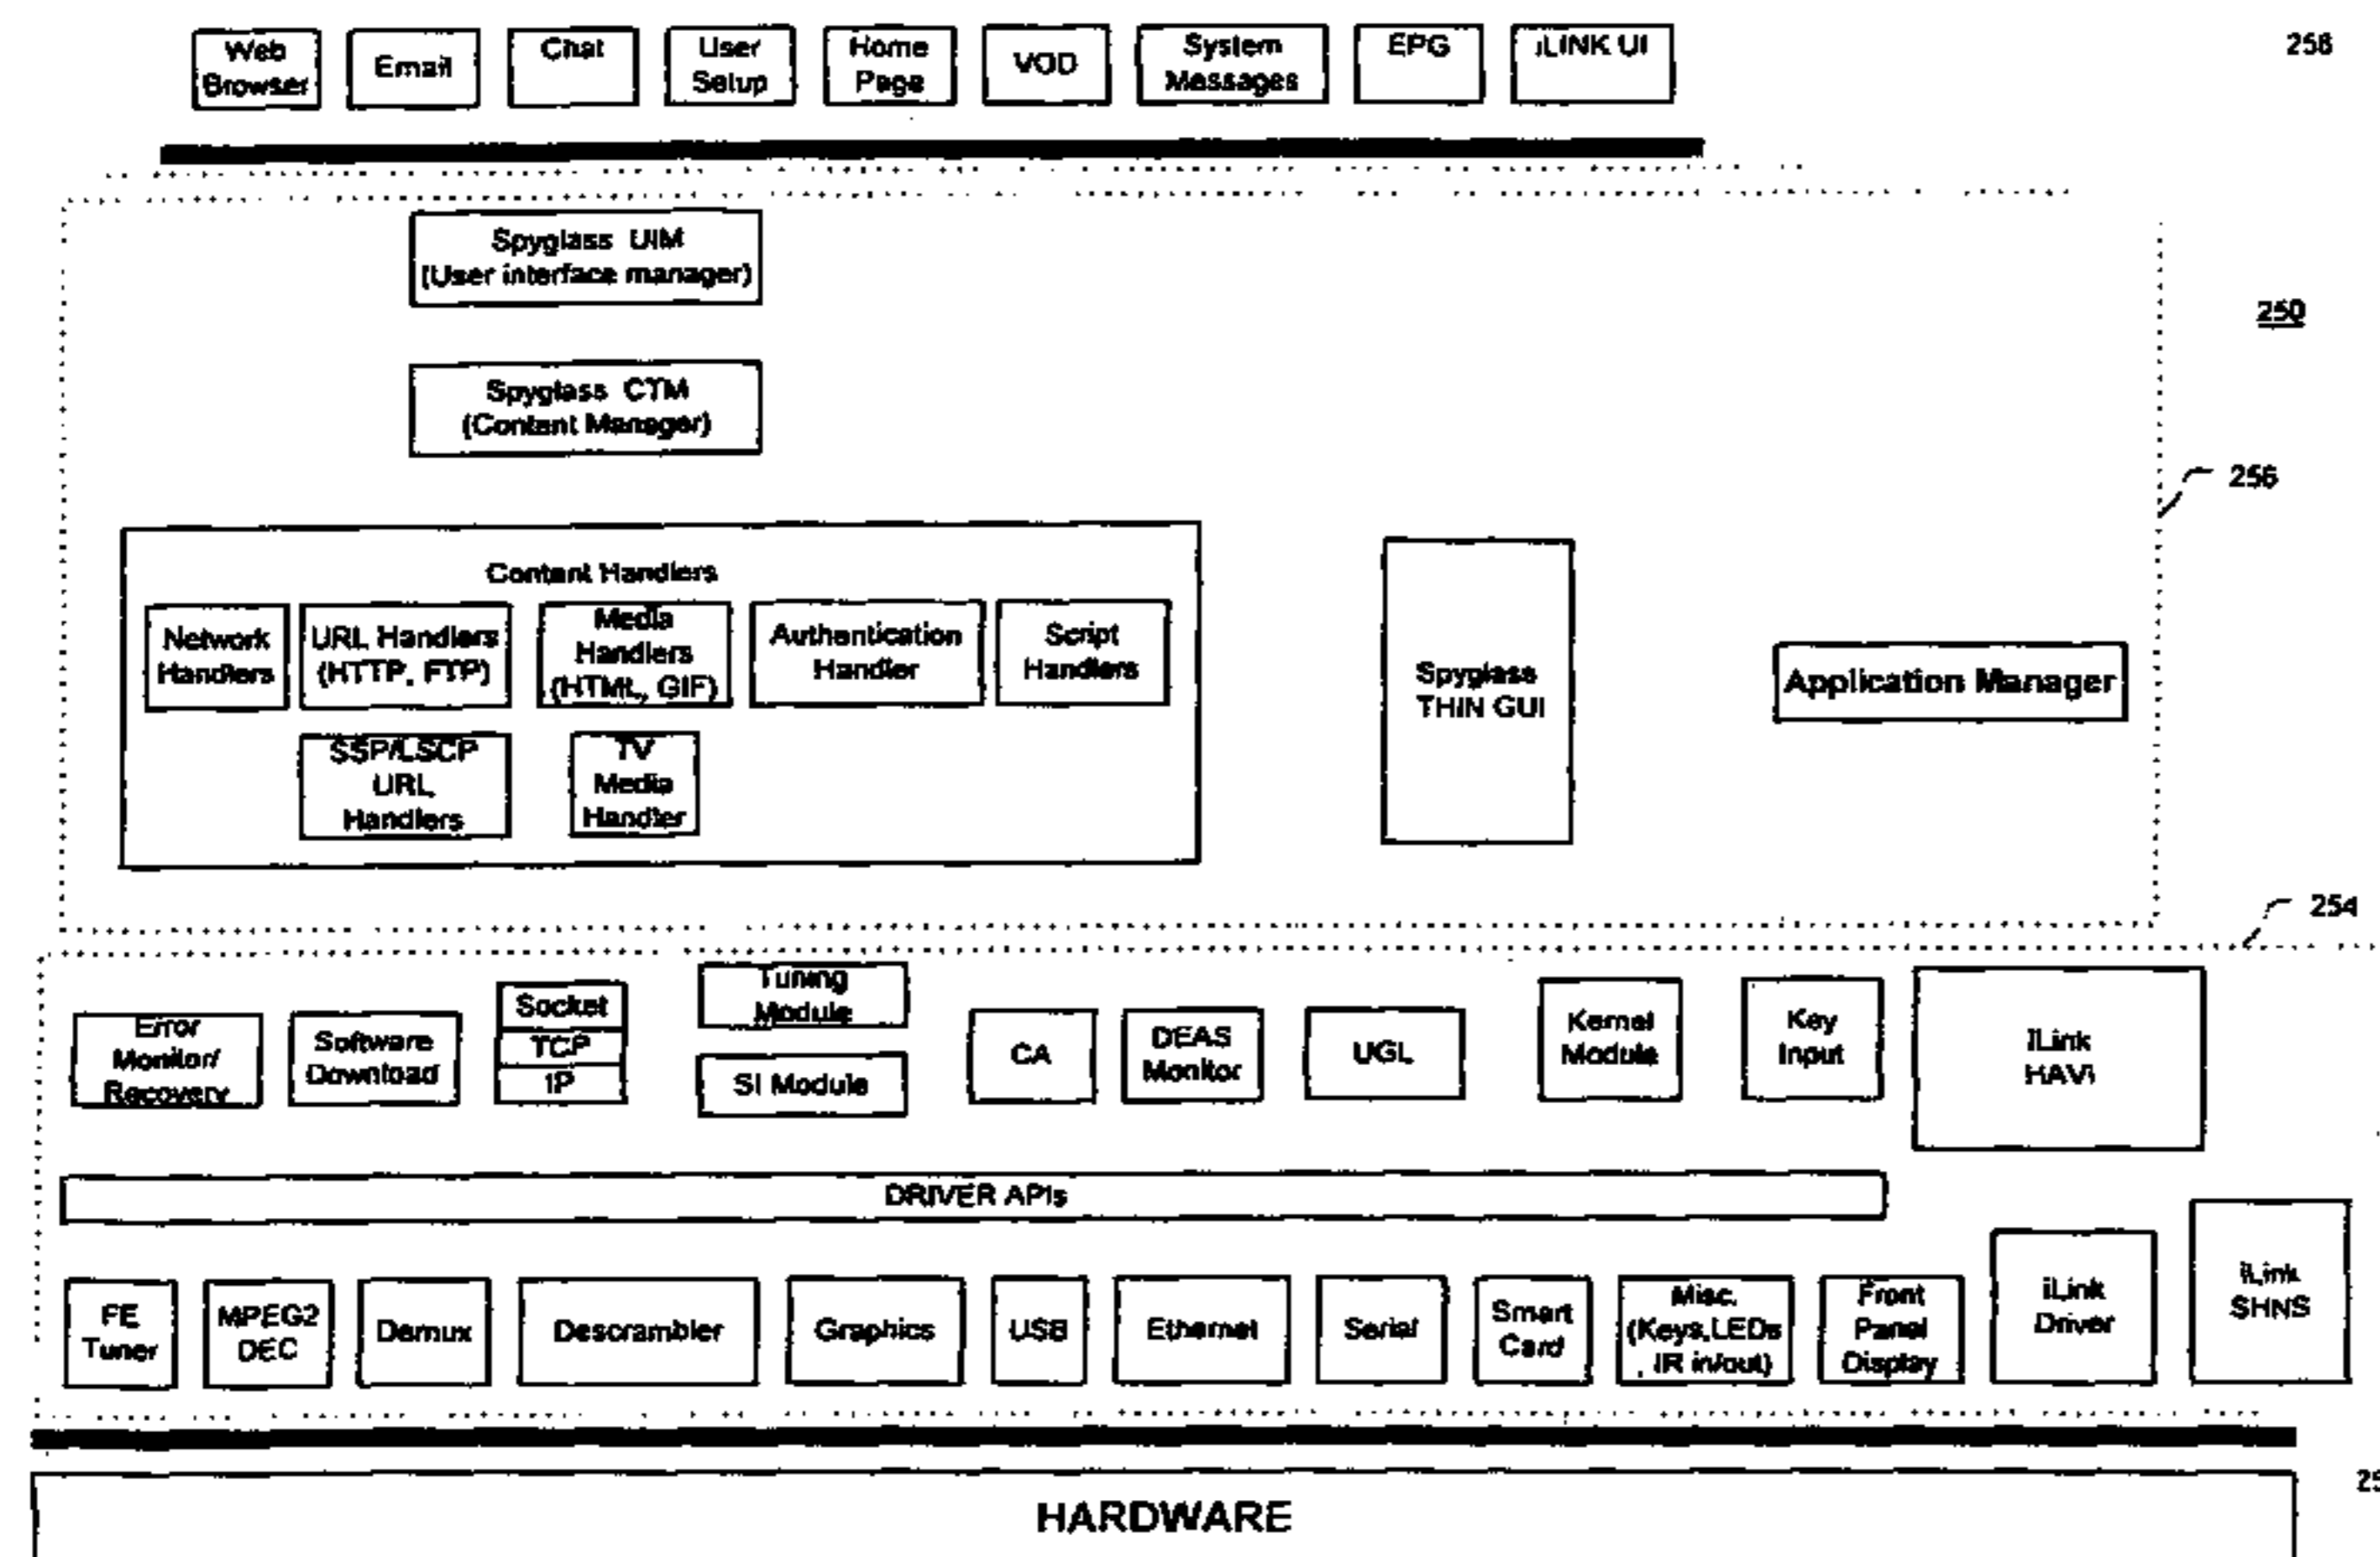 Web
Browser
Email
Chat
User
Setup
Home
Page
VOD
System
Messages
EPG
iLINK UI
258
Spyglass UIM
(User interface manager)
250
Spyglass CTM
(Content Manager)
256
Content Handlers
Network
Handlers
URL Handlers
(HTTP, FTP)
Media
Handlers
(HTML, GIF)
Authentication
Handler
Script
Handlers
SSP/LSCP
URL
Handlers
TV
Media
Handler
Spyglass
THIN GUI
Application Manager
254
Error
Monitor/
Recovery
Software
Download
Socket
TCP
IP
Tuning
Module
SI Module
CA
DEAS
Monitor
UGL
Kernel
Module
Key
Input
iLink
HAVi
DRIVER APIs
FE
Tuner
MPEG2
DEC
Demux
Descrambler
Graphics
USB
Ethernet
Serial
Smart
Card
Misc.
(Keys,LEDs
, IR in/out)
Front
Panel
Display
iLink
Driver
iLink
SHNS
HARDWARE